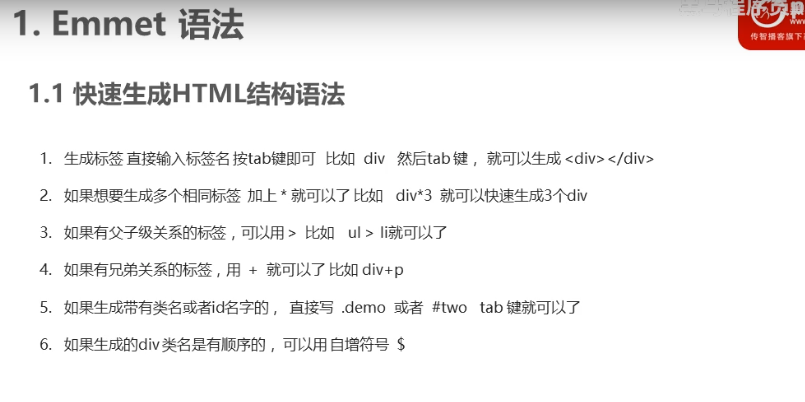 1. Emmet 语法
传智播客旗下
1.1 快速生成HTML结构语法
1. 生成标签 直接输入标签名 按tab键即可 比如 div 然后tab 键， 就可以生成 <div></div>
2. 如果想要生成多个相同标签 加上 * 就可以了 比如 div*3 就可以快速生成3个div
3. 如果有父子级关系的标签，可以用 > 比如 ul > li就可以了
4. 如果有兄弟关系的标签，用 + 就可以了 比如 div+p
5. 如果生成带有类名或者id名字的， 直接写 .demo 或者 #two tab 键就可以了
6. 如果生成的div 类名是有顺序的， 可以用 自增符号 $